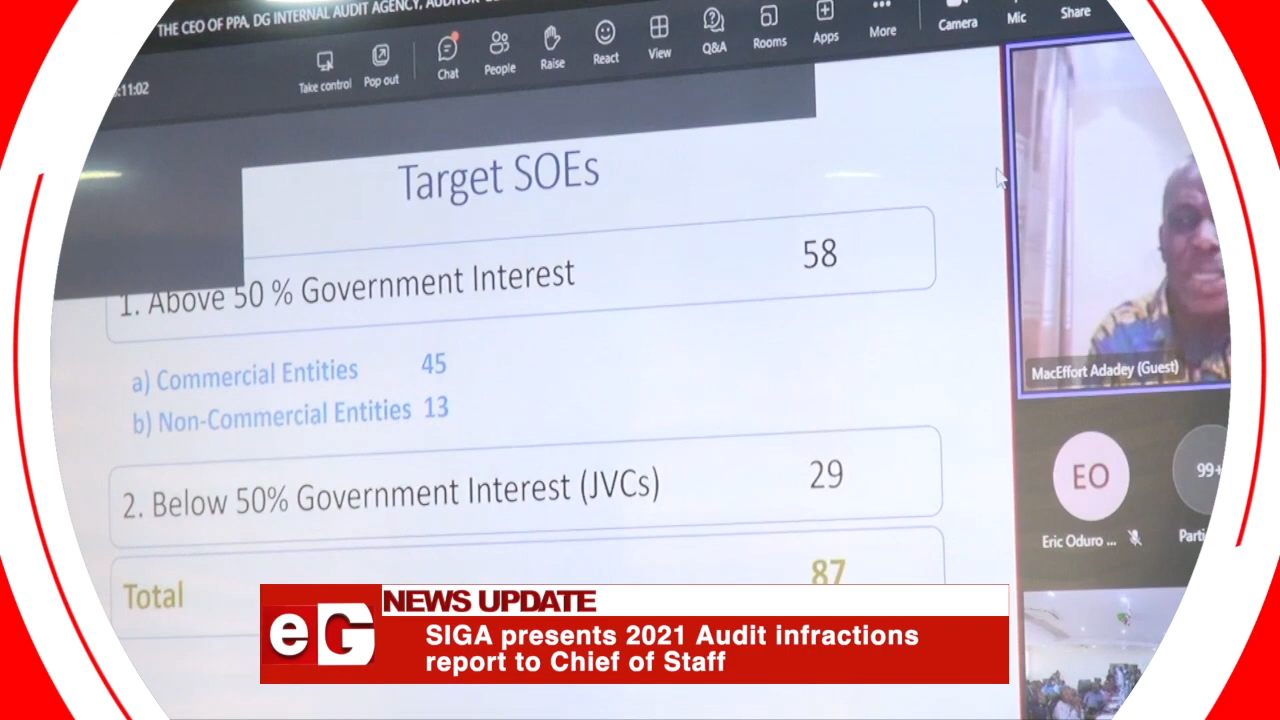 THE CEO OF PPA, DG INTERNAL AUDIT AGENCY,
:11:02
Take control
Pop out
Chat
People
Raise
React
View
Q&A
Rooms
Apps
More
Camera
Mic
Share
Target SOEs
1. Above 50 % Government Interest 58
a) Commercial Entities 45
b) Non-Commercial Entities 13
2. Below 50% Government Interest (JVCs) 29
Total 87
MacEffort Adadey (Guest)
EO
99+
Eric Oduro ...
eG
NEWS UPDATE
SIGA presents 2021 Audit infractions
report to Chief of Staff